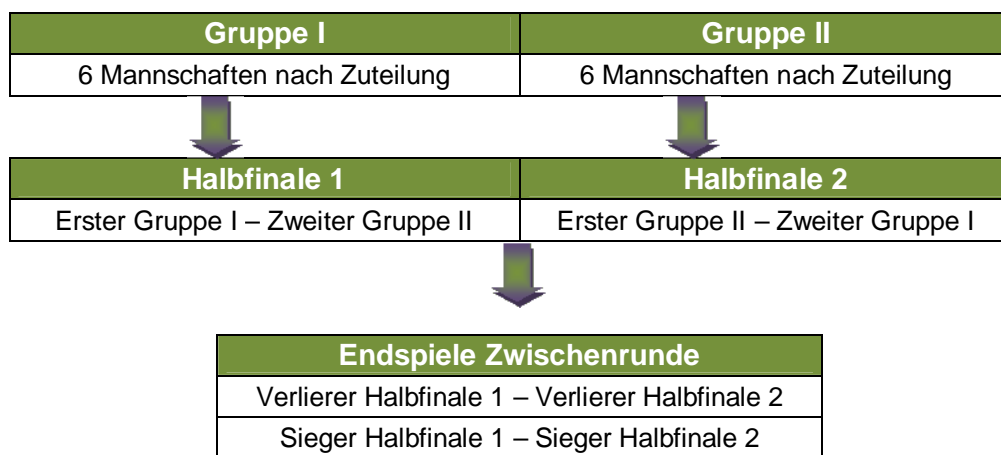 Gruppe I Gruppe II
6 Mannschaften nach Zuteilung 6 Mannschaften nach Zuteilung
Halbfinale 1 Halbfinale 2
Erster Gruppe I – Zweiter Gruppe II Erster Gruppe II – Zweiter Gruppe I
Endspiele Zwischenrunde
Verlierer Halbfinale 1 – Verlierer Halbfinale 2
Sieger Halbfinale 1 – Sieger Halbfinale 2